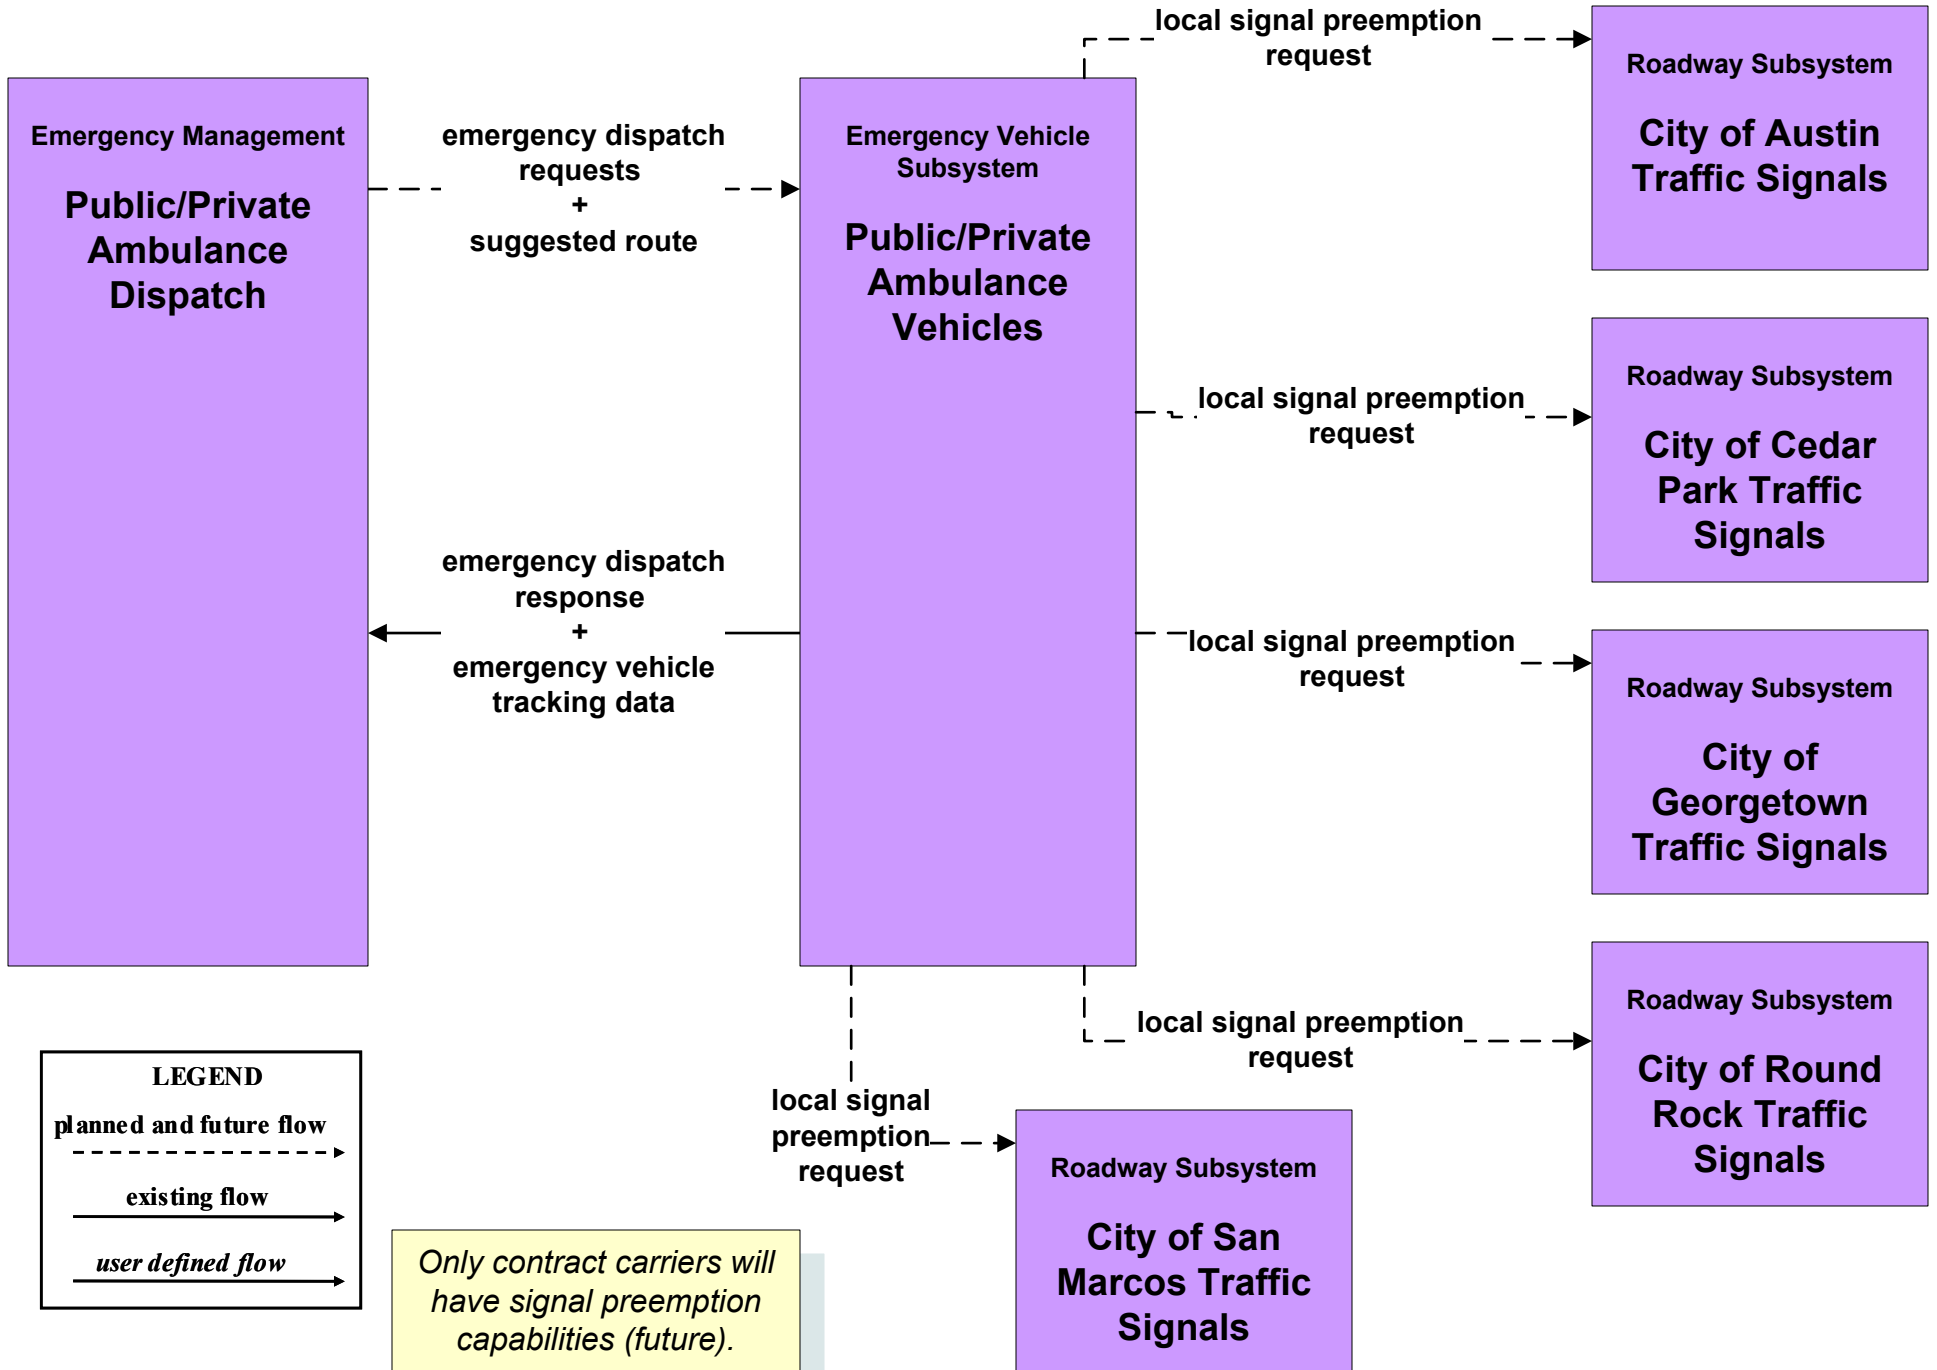 Emergency Management
Public/Private
Ambulance
Dispatch
emergency dispatch
requests
+
suggested route
emergency dispatch
response
+
emergency vehicle
tracking data
Emergency Vehicle
Subsystem
Public/Private
Ambulance
Vehicles
local signal preemption
request
Roadway Subsystem
City of Austin
Traffic Signals
local signal preemption
request
Roadway Subsystem
City of Cedar
Park Traffic
Signals
local signal preemption
request
Roadway Subsystem
City of
Georgetown
Traffic Signals
local signal preemption
request
Roadway Subsystem
City of Round
Rock Traffic
Signals
local signal
preemption
request
Roadway Subsystem
City of San
Marcos Traffic
Signals
LEGEND
planned and future flow
existing flow
user defined flow
Only contract carriers will
have signal preemption
capabilities (future).